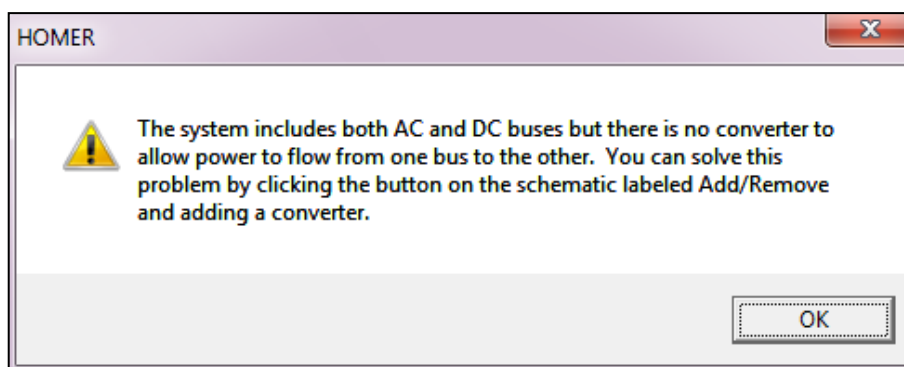 HOMER
The system includes both AC and DC buses but there is no converter to
allow power to flow from one bus to the other.  You can solve this
problem by clicking the button on the schematic labeled Add/Remove
and adding a converter.
OK